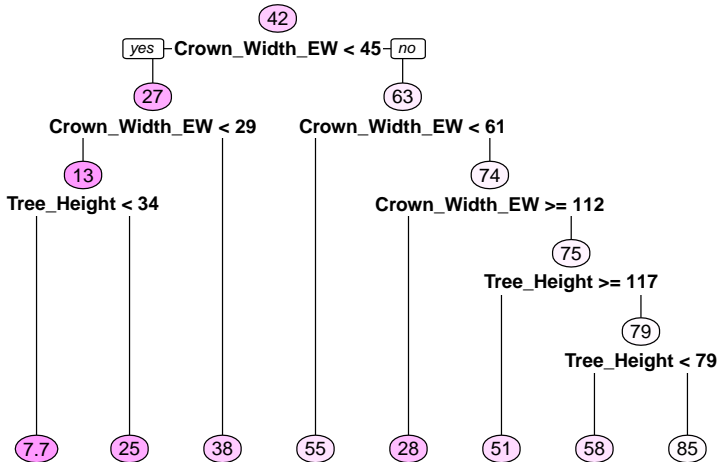 42
yes Crown_Width_EW < 45 no
27 63
Crown_Width_EW < 29 Crown_Width_EW < 61
13 74
Tree_Height < 34 Crown_Width_EW >= 112
75
Tree_Height >= 117
79
Tree_Height < 79
7.7 25 38 55 28 51 58 85